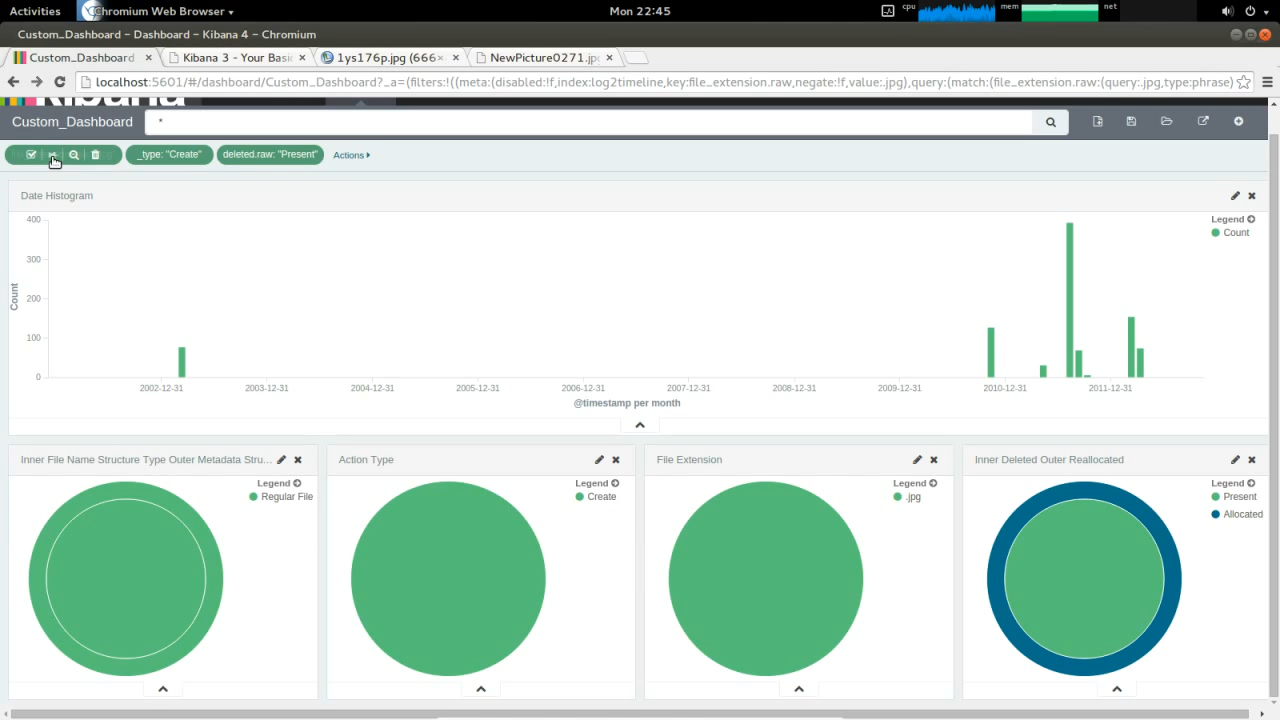 Activities
Chromium Web Browser
Mon 22:45
cpu
mem
net
Custom_Dashboard – Dashboard – Kibana 4 – Chromium
Custom_Dashboard
Kibana 3 - Your Basic
1ys176p.jpg (666×
NewPicture0271.jp
localhost:5601/#/dashboard/Custom_Dashboard?_a=(filters:!((meta:(disabled:!f,index:log2timeline,key:file_extension.raw,negate:!f,value:.jpg),query:(match:(file_extension.raw:(query:.jpg,type:phrase)
Custom_Dashboard
*
_type: "Create"
deleted.raw: "Present"
Actions
Date Histogram
Legend
Count
400
300
200
100
0
Count
2002-12-31
2003-12-31
2004-12-31
2005-12-31
2006-12-31
2007-12-31
2008-12-31
2009-12-31
2010-12-31
2011-12-31
@timestamp per month
Inner File Name Structure Type Outer Metadata Stru...
Legend
Regular File
Action Type
Legend
Create
File Extension
Legend
.jpg
Inner Deleted Outer Reallocated
Legend
Present
Allocated